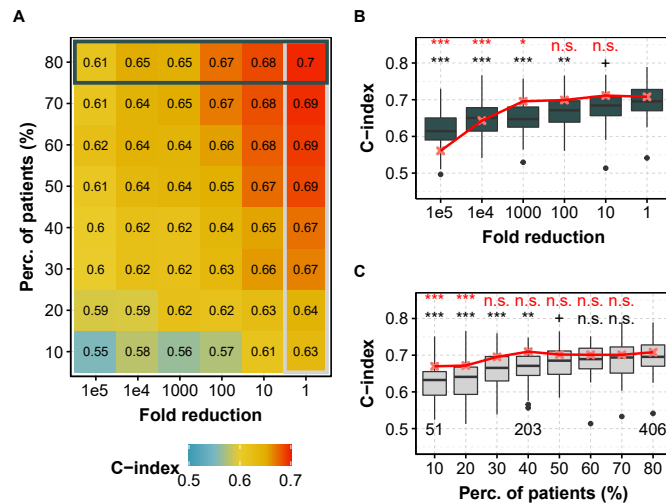 A
80 0.61 0.65 0.65 0.67 0.68 0.7
70 0.61 0.64 0.65 0.67 0.68 0.69
60 0.62 0.64 0.64 0.66 0.68 0.69
50 0.61 0.64 0.64 0.65 0.67 0.69
40 0.6 0.62 0.62 0.64 0.65 0.67
30 0.6 0.62 0.62 0.63 0.66 0.67
20 0.59 0.59 0.62 0.62 0.63 0.64
10 0.55 0.58 0.56 0.57 0.61 0.63
Perc. of patients (%)
1e5 1e4 1000 100 10 1
Fold reduction
C−index
0.5 0.6 0.7
B
*** *** * n.s. n.s.
*** *** *** ** +
0.8
0.7
0.6
0.5
C−index
1e5 1e4 1000 100 10 1
Fold reduction
C
*** *** n.s. n.s. n.s. n.s. n.s.
*** *** *** ** + n.s. n.s.
0.8
0.7
0.6
0.5
C−index
51 203 406
10 20 30 40 50 60 70 80
Perc. of patients (%)